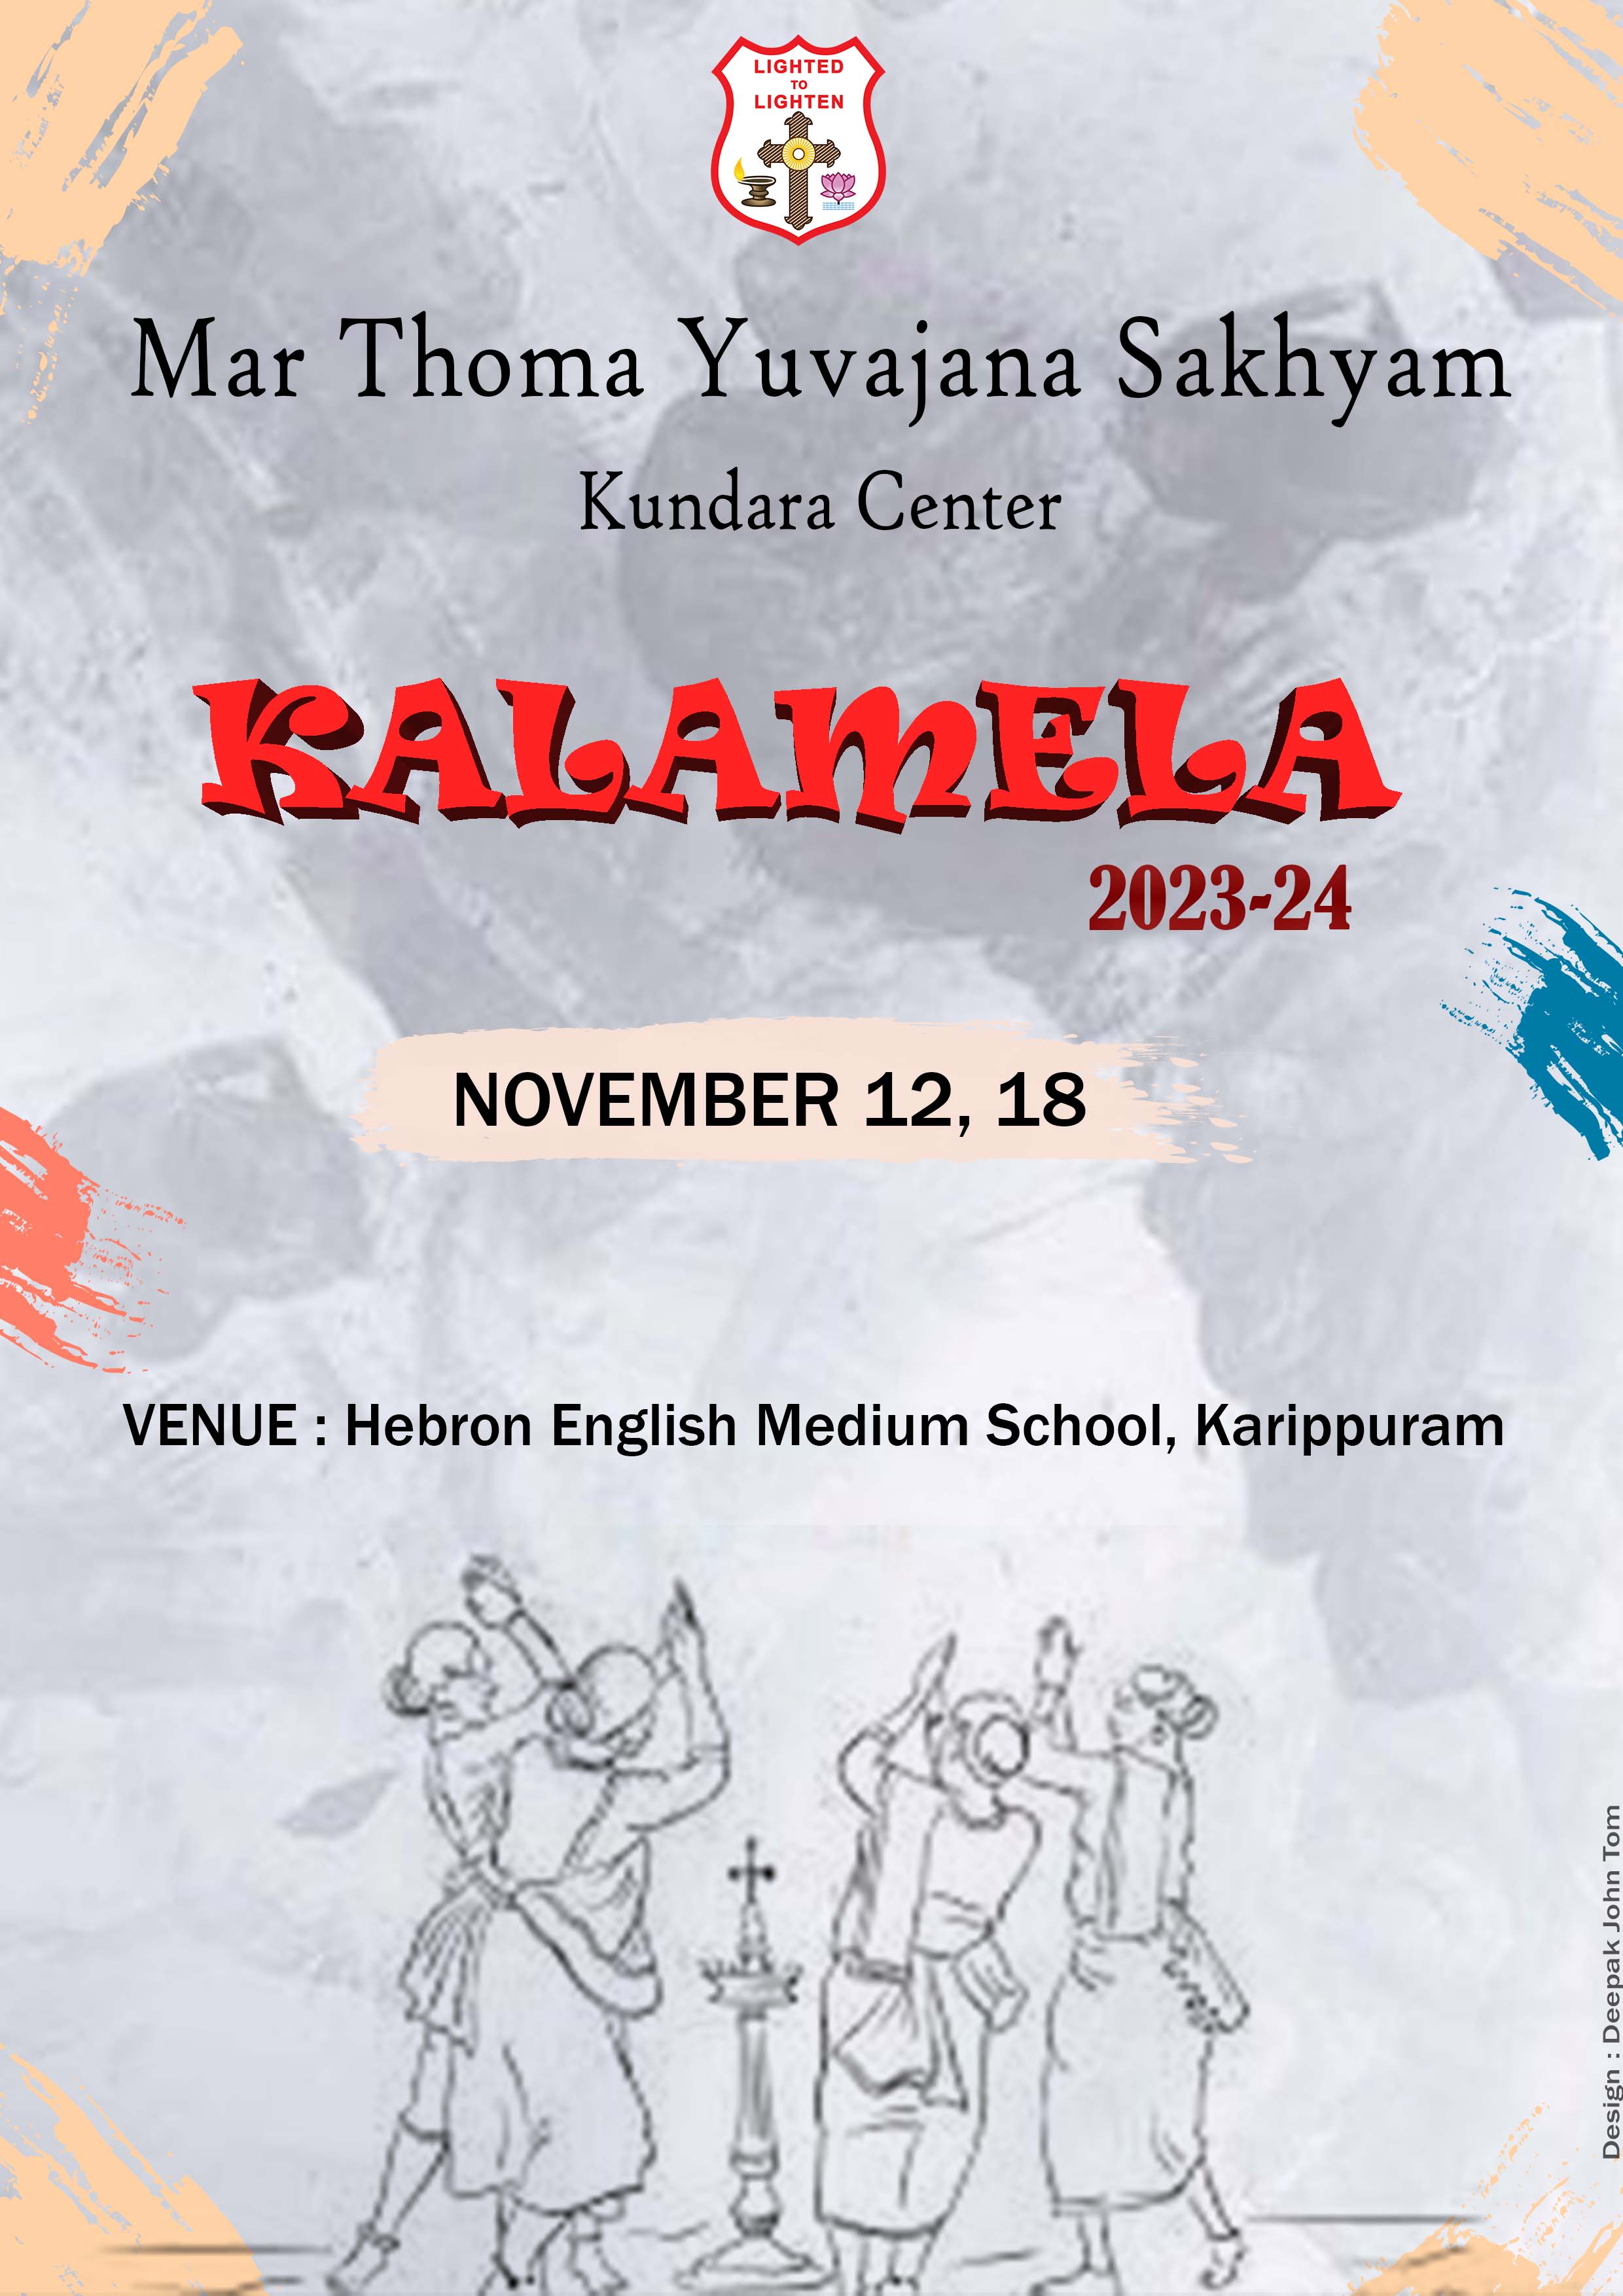 LIGHTED
TO
LIGHTEN
Mar Thoma Yuvajana Sakhyam
Kundara Center
KALAMELA
2023-24
NOVEMBER 12, 18
VENUE : Hebron English Medium School, Karippuram
Design : Deepak John Tom